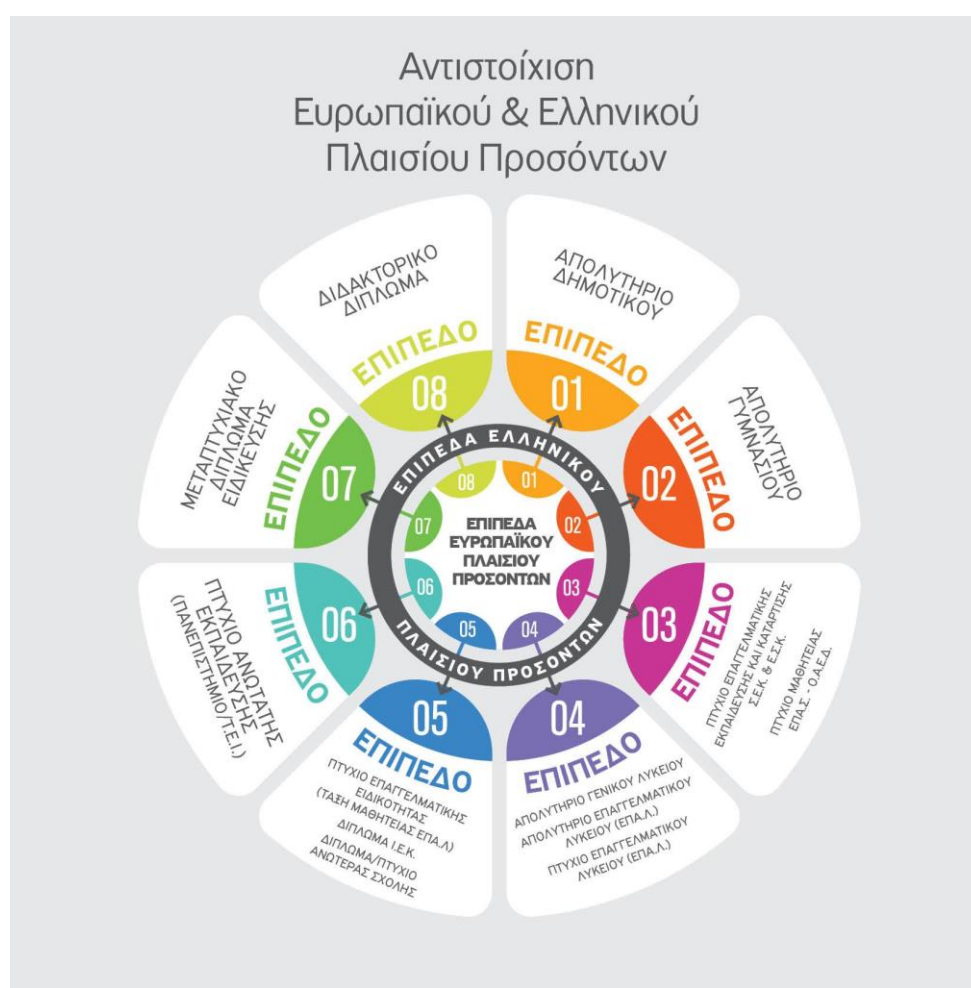 Αντιστοίχιση
Ευρωπαϊκού & Ελληνικού
Πλαισίου Προσόντων
ΑΠΟΛΥΤΗΡΙΟ
ΔΗΜΟΤΙΚΟΥ
ΕΠΙΠΕΔΟ
01
ΑΠΟΛΥΤΗΡΙΟ
ΓΥΜΝΑΣΙΟΥ
ΕΠΙΠΕΔΟ
02
ΕΠΙΠΕΔΟ
03
ΠΤΥΧΙΟ ΕΠΑΓΓΕΛΜΑΤΙΚΗΣ
ΕΚΠΑΙΔΕΥΣΗΣ ΚΑΙ ΚΑΤΑΡΤΙΣΗΣ
Σ.Ε.Κ. & Ε.Σ.Κ.
ΠΤΥΧΙΟ ΜΑΘΗΤΕΙΑΣ
ΕΠΑ.Σ. - Ο.Α.Ε.Δ.
04
ΕΠΙΠΕΔΟ
ΑΠΟΛΥΤΗΡΙΟ ΓΕΝΙΚΟΥ ΛΥΚΕΙΟΥ
ΑΠΟΛΥΤΗΡΙΟ ΕΠΑΓΓΕΛΜΑΤΙΚΟΥ
ΛΥΚΕΙΟΥ (ΕΠΑ.Λ.)
ΠΤΥΧΙΟ ΕΠΑΓΓΕΛΜΑΤΙΚΟΥ
ΛΥΚΕΙΟΥ (ΕΠΑ.Λ.)
05
ΕΠΙΠΕΔΟ
ΠΤΥΧΙΟ ΕΠΑΓΓΕΛΜΑΤΙΚΗΣ
ΕΙΔΙΚΟΤΗΤΑΣ
(ΤΑΞΗ ΜΑΘΗΤΕΙΑΣ ΕΠΑ.Λ)
ΔΙΠΛΩΜΑ Ι.Ε.Κ.
ΔΙΠΛΩΜΑ/ΠΤΥΧΙΟ
ΑΝΩΤΕΡΑΣ ΣΧΟΛΗΣ
06
ΕΠΙΠΕΔΟ
ΠΤΥΧΙΟ ΑΝΩΤΑΤΗΣ
ΕΚΠΑΙΔΕΥΣΗΣ
(ΠΑΝΕΠΙΣΤΗΜΙΟ/Τ.Ε.Ι.)
ΜΕΤΑΠΤΥΧΙΑΚΟ
ΔΙΠΛΩΜΑ
ΕΙΔΙΚΕΥΣΗΣ
ΕΠΙΠΕΔΟ
07
ΔΙΔΑΚΤΟΡΙΚΟ
ΔΙΠΛΩΜΑ
ΕΠΙΠΕΔΟ
08
ΕΠΙΠΕΔΑ ΕΛΛΗΝΙΚΟΥ
ΠΛΑΙΣΙΟΥ ΠΡΟΣΟΝΤΩΝ
01
02
03
04
05
06
07
08
ΕΠΙΠΕΔΑ
ΕΥΡΩΠΑΪΚΟΥ
ΠΛΑΙΣΙΟΥ
ΠΡΟΣΟΝΤΩΝ